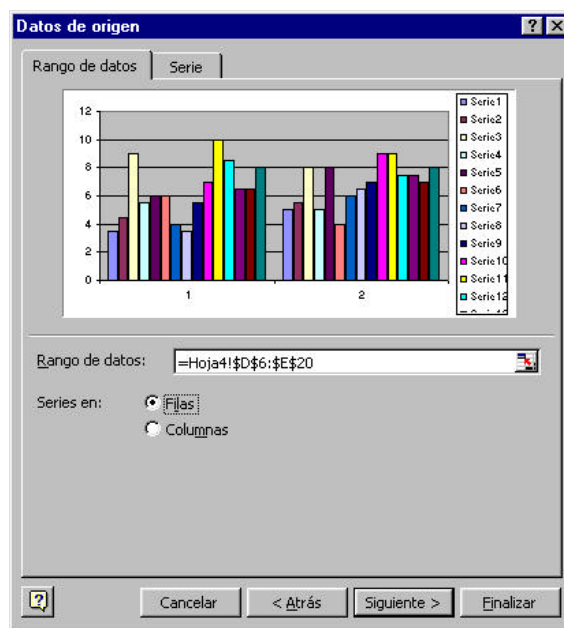 Datos de origen
Rango de datos
Serie
12
10
8
6
4
2
0
1
2
Serie1
Serie2
Serie3
Serie4
Serie5
Serie6
Serie7
Serie8
Serie9
Serie10
Serie11
Serie12
Rango de datos:
=Hoja4!$D$6:$E$20
Series en:
Filas
Columnas
Cancelar
< Atrás
Siguiente >
Finalizar